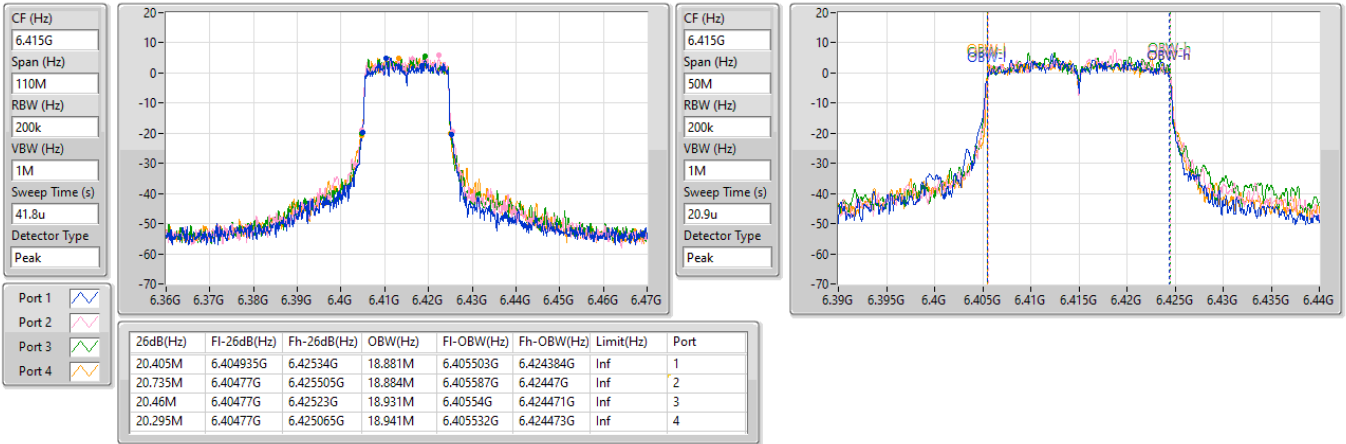 CF (Hz)
6.415G
Span (Hz)
110M
RBW (Hz)
200k
VBW (Hz)
1M
Sweep Time (s)
41.8u
Detector Type
Peak
20
10
0
-10
-20
-30
-40
-50
-60
-70
6.36G 6.37G 6.38G 6.39G 6.4G 6.41G 6.42G 6.43G 6.44G 6.45G 6.46G 6.47G
CF (Hz)
6.415G
Span (Hz)
50M
RBW (Hz)
200k
VBW (Hz)
1M
Sweep Time (s)
20.9u
Detector Type
Peak
20
10
0
-10
-20
-30
-40
-50
-60
-70
OBW-l
OBW-h
6.39G 6.395G 6.4G 6.405G 6.41G 6.415G 6.42G 6.425G 6.43G 6.435G 6.44G
Port 1
Port 2
Port 3
Port 4
26dB(Hz) Fl-26dB(Hz) Fh-26dB(Hz) OBW(Hz) Fl-OBW(Hz) Fh-OBW(Hz) Limit(Hz) Port
20.405M 6.404935G 6.42534G 18.881M 6.405503G 6.424384G Inf 1
20.735M 6.40477G 6.425505G 18.884M 6.405587G 6.42447G Inf 2
20.46M 6.40477G 6.42523G 18.931M 6.40554G 6.424471G Inf 3
20.295M 6.40477G 6.425065G 18.941M 6.405532G 6.424473G Inf 4